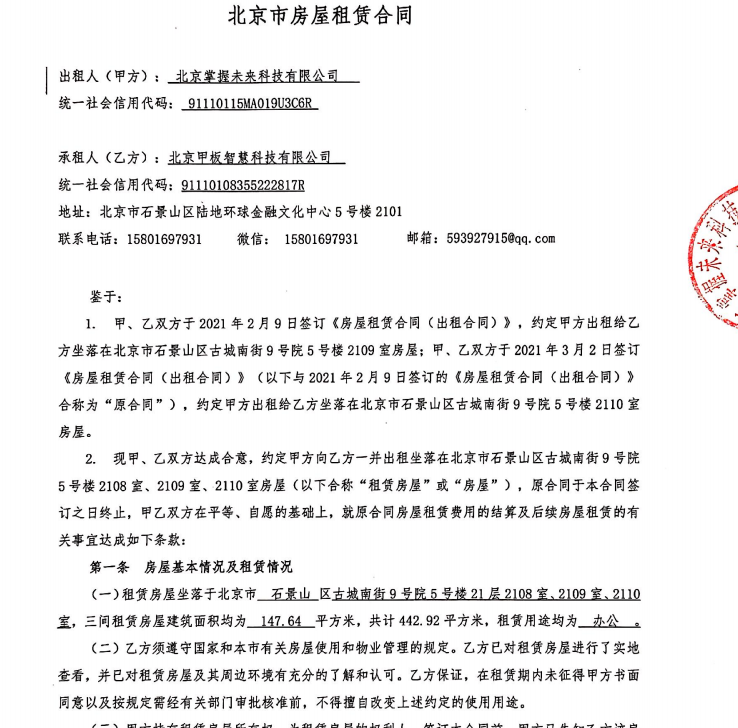 北京市房屋租赁合同
出租人（甲方）：北京掌握未来科技有限公司
统一社会信用代码：91110115MA019U3C6R
承租人（乙方）：北京甲板智慧科技有限公司
统一社会信用代码：9111010835522​2817R
地址：北京市石景山区陆地环球金融文化中心5号楼2101
联系电话：15801697931 微信：15801697931 邮箱：593927915@qq.com
鉴于：
1. 甲、乙双方于2021年2月9日签订《房屋租赁合同（出租合同）》，约定甲方出租给乙
方坐落在北京市石景山区古城南街9号院5号楼2109室房屋；甲、乙双方于2021年3月2日签订
《房屋租赁合同（出租合同）》（以下与2021年2月9日签订的《房屋租赁合同（出租合同）》
合称为“原合同”），约定甲方出租给乙方坐落在北京市石景山区古城南街9号院5号楼2110室
房屋。
2. 现甲、乙双方达成合意，约定甲方向乙方一并出租坐落在北京市石景山区古城南街9号院
5号楼2108室、2109室、2110室房屋（以下合称“租赁房屋”或“房屋”），原合同于本合同签
订之日终止，甲乙双方在平等、自愿的基础上，就原合同房屋租赁费用的结算及后续房屋租赁的有
关事宜达成如下条款：
第一条 房屋基本情况及租赁情况
（一）租赁房屋坐落于北京市 石景山 区古城南街9号院5号楼21层2108室、2109室、2110
室，三间租赁房屋建筑面积均为 147.64 平方米，共计442.92平方米，租赁用途均为 办公 。
（二）乙方须遵守国家和本市有关房屋使用和物业管理的规定。乙方已对租赁房屋进行了实地
查看，并已对租赁房屋及其周边环境有充分的了解和认可。乙方保证，在租赁期内未征得甲方书面
同意以及按规定需经有关部门审批核准前，不得擅自改变上述约定的使用用途。
握未来科技